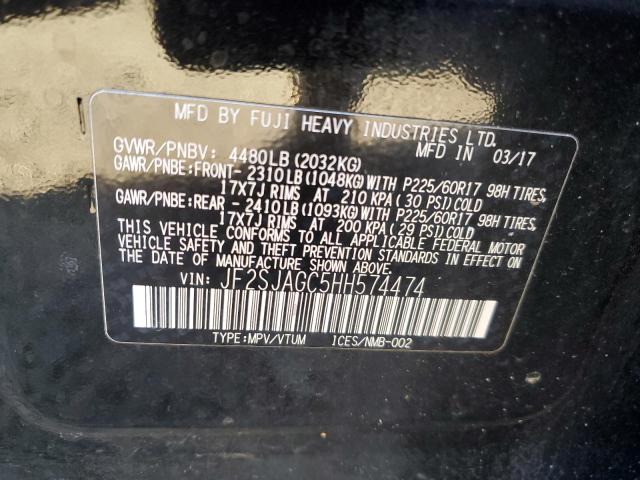 MFD BY FUJI HEAVY INDUSTRIES LTD.
MFD IN 03/17
GVWR/PNBV: 4480LB (2032KG)
GAWR/PNBE: FRONT- 2310LB (1048KG) WITH P225/60R17 98H TIRES,
17X7J RIMS AT 210 KPA (30 PSI) COLD
GAWR/PNBE: REAR - 2410LB (1093KG) WITH P225/60R17 98H TIRES,
17X7J RIMS AT 200 KPA (29 PSI) COLD
THIS VEHICLE CONFORMS TO ALL APPLICABLE FEDERAL MOTOR
VEHICLE SAFETY AND THEFT PREVENTION STANDARDS IN EFFECT ON
THE DATE OF MANUFACTURE SHOWN ABOVE.
VIN: JF2SJAGC5HH574474
TYPE:MPV/VTUM ICES/NMB-002